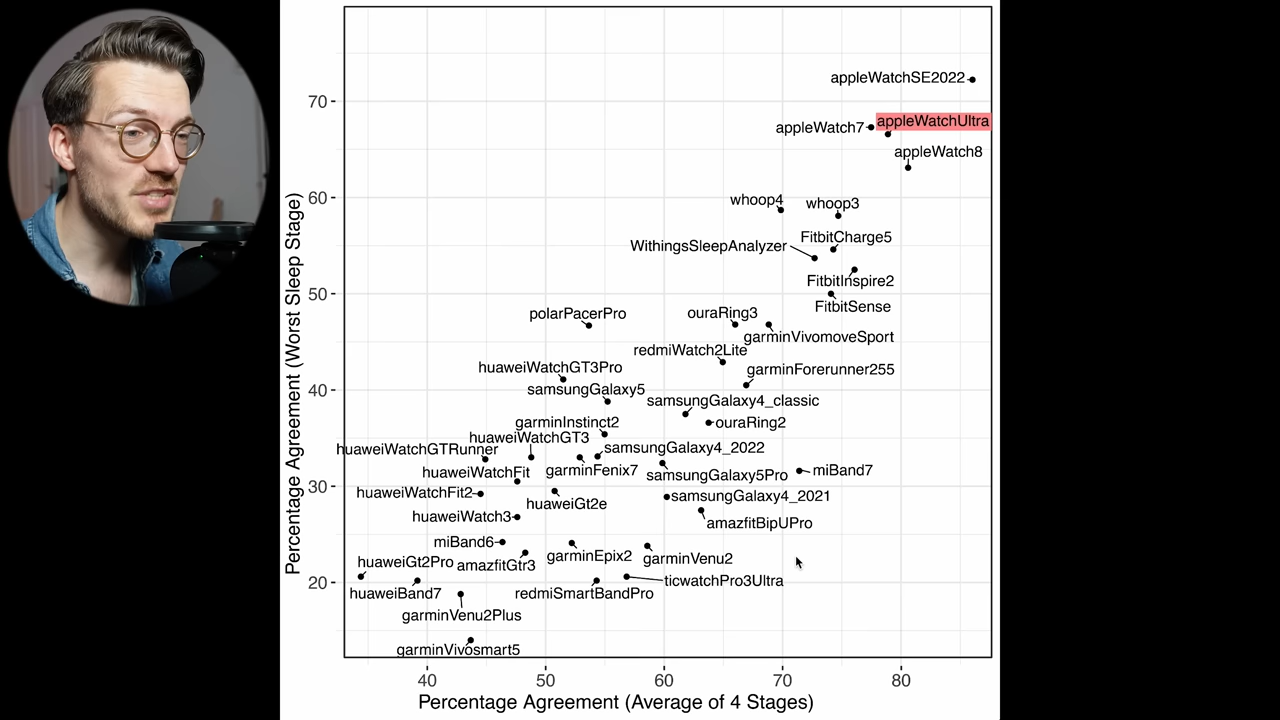 appleWatchSE2022
70
appleWatchUltra
appleWatch7
appleWatch8
60
whoop4
whoop3
FitbitCharge5
WithingsSleepAnalyzer
FitbitInspire2
50
FitbitSense
polarPacerPro
ouraRing3
garminVivomoveSport
redmiWatch2Lite
huaweiWatchGT3Pro
garminForerunner255
40
samsungGalaxy5
samsungGalaxy4_classic
garminInstinct2
ouraRing2
huaweiWatchGT3
huaweiWatchGTRunner
samsungGalaxy4_2022
huaweiWatchFit
garminFenix7
samsungGalaxy5Pro
miBand7
30
huaweiWatchFit2
samsungGalaxy4_2021
huaweiGt2e
huaweiWatch3
amazfitBipUPro
miBand6
garminEpix2
garminVenu2
huaweiGt2Pro
amazfitGtr3
20
ticwatchPro3Ultra
huaweiBand7
redmiSmartBandPro
garminVenu2Plus
garminVivosmart5
40 50 60 70 80
Percentage Agreement (Average of 4 Stages)
Percentage Agreement (Worst Sleep Stage)